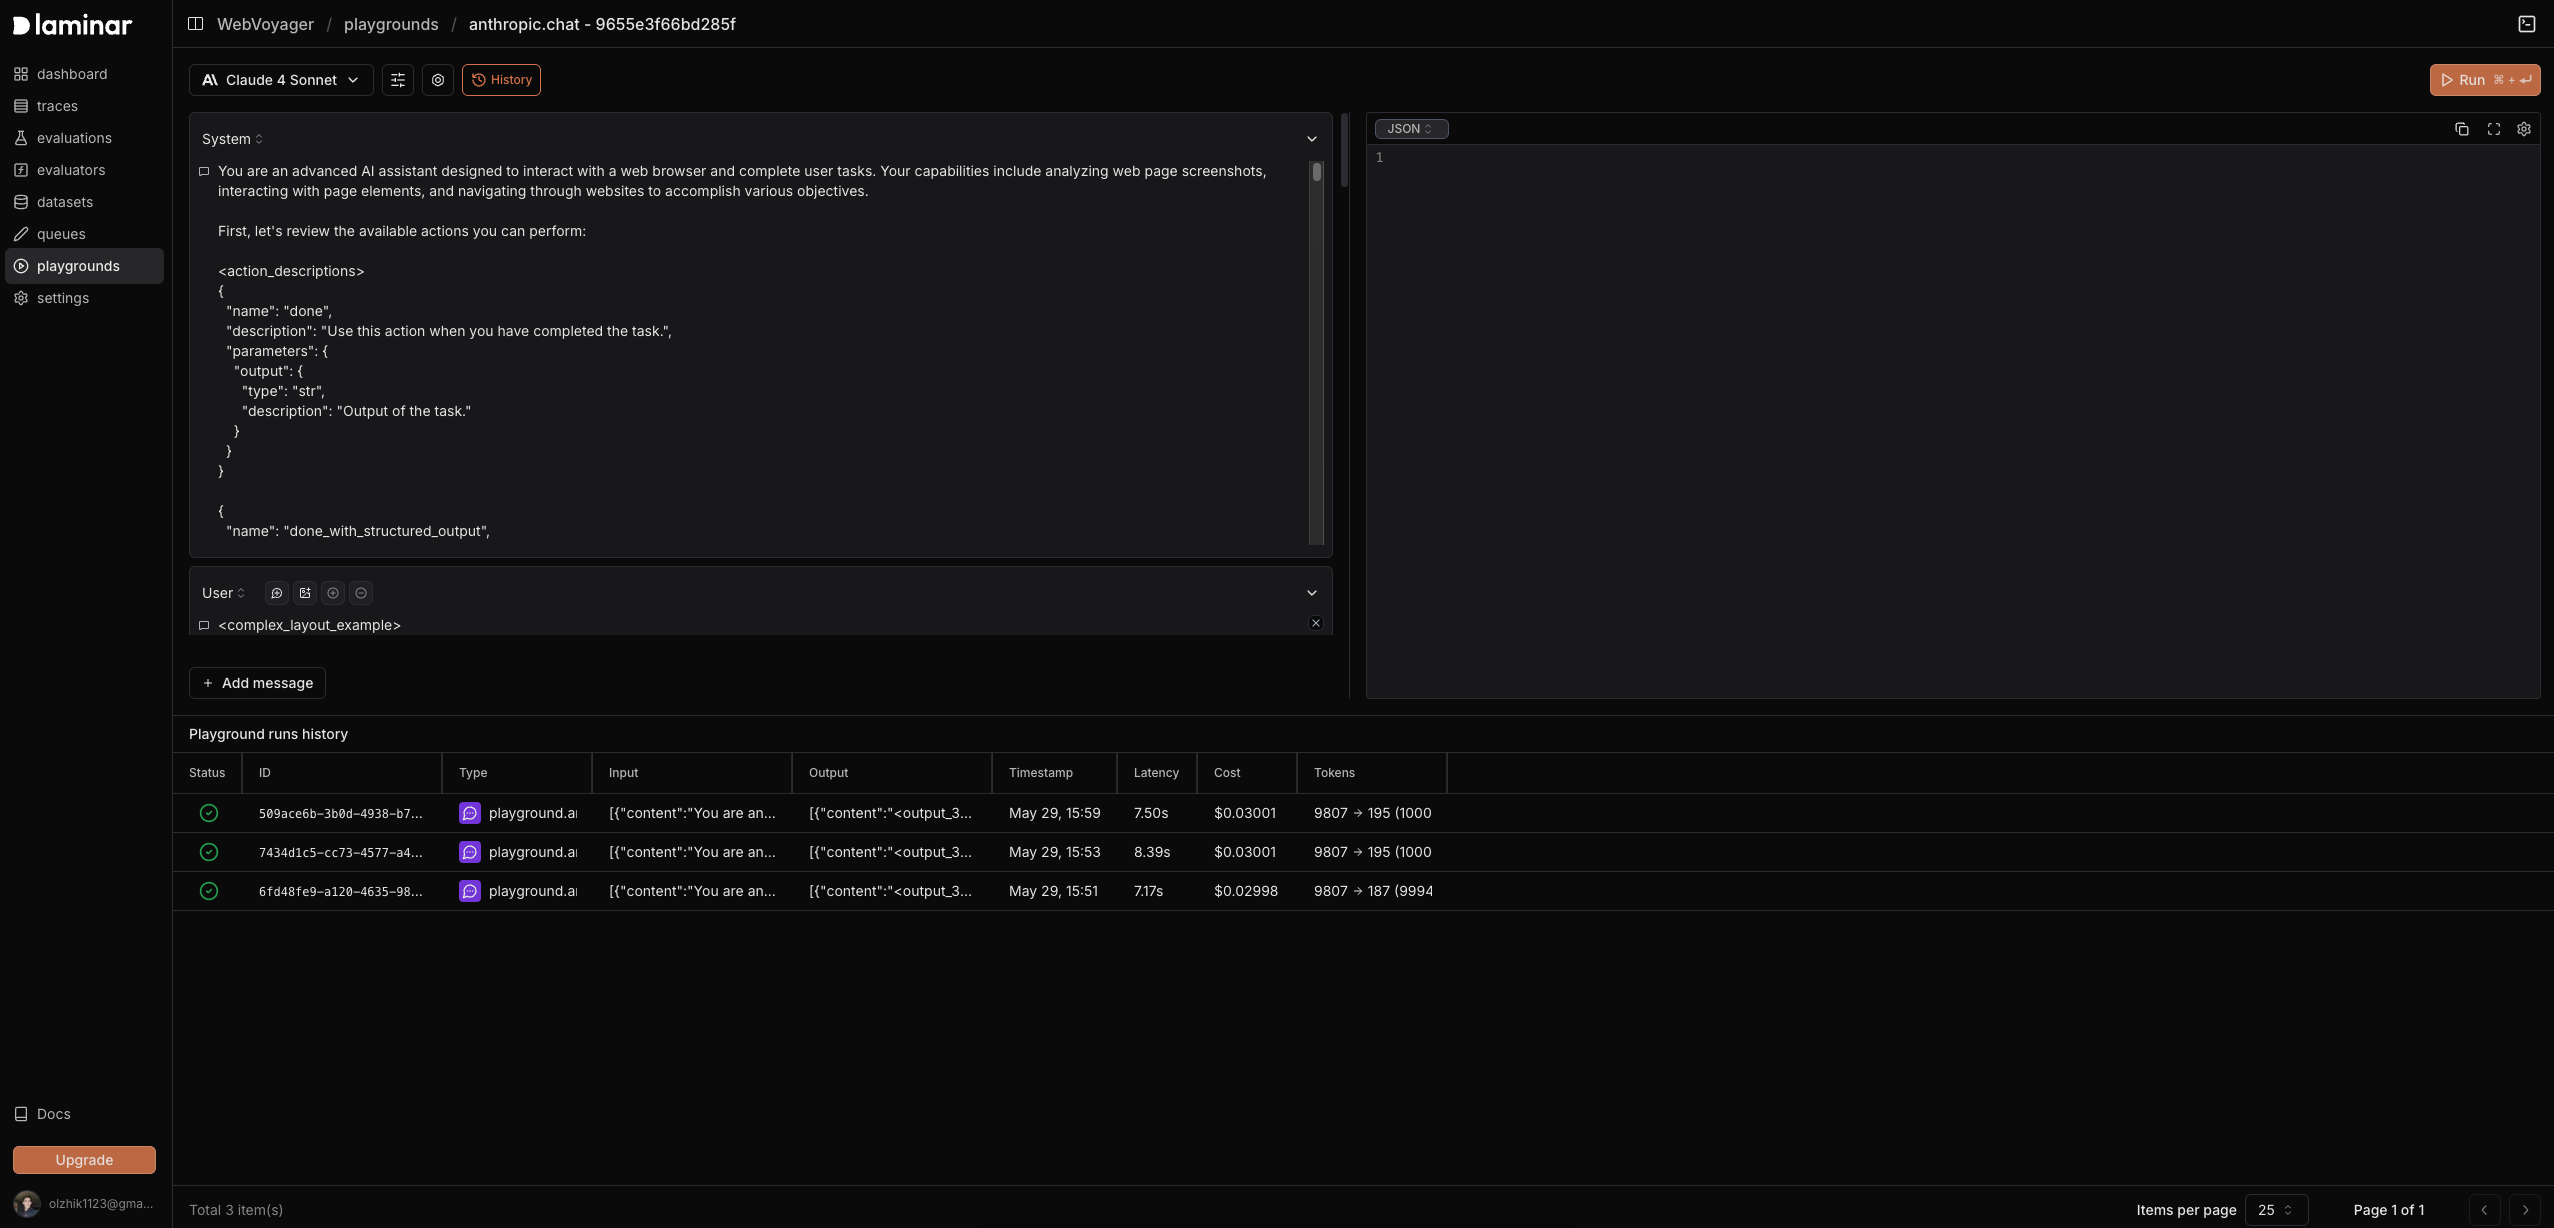 laminar
WebVoyager / playgrounds / anthropic.chat - 9655e3f66bd285f
dashboard
traces
evaluations
evaluators
datasets
queues
playgrounds
settings
Claude 4 Sonnet
History
Run ⌘ + ⏎
System
You are an advanced AI assistant designed to interact with a web browser and complete user tasks. Your capabilities include analyzing web page screenshots,
interacting with page elements, and navigating through websites to accomplish various objectives.
First, let's review the available actions you can perform:
<action_descriptions>
{
"name": "done",
"description": "Use this action when you have completed the task.",
"parameters": {
"output": {
"type": "str",
"description": "Output of the task."
}
}
}
{
"name": "done_with_structured_output",
User
<complex_layout_example>
+ Add message
JSON
1
Playground runs history
Status ID Type Input Output Timestamp Latency Cost Tokens
509ace6b-3b0d-4938-b7... playground.ar [{"content":"You are an... [{"content":"<output_3... May 29, 15:59 7.50s $0.03001 9807 → 195 (1000
7434d1c5-cc73-4577-a4... playground.ar [{"content":"You are an... [{"content":"<output_3... May 29, 15:53 8.39s $0.03001 9807 → 195 (1000
6fd48fe9-a120-4635-98... playground.ar [{"content":"You are an... [{"content":"<output_3... May 29, 15:51 7.17s $0.02998 9807 → 187 (9994
Docs
Upgrade
olzhik1123@gma...
Total 3 item(s)
Items per page 25
Page 1 of 1